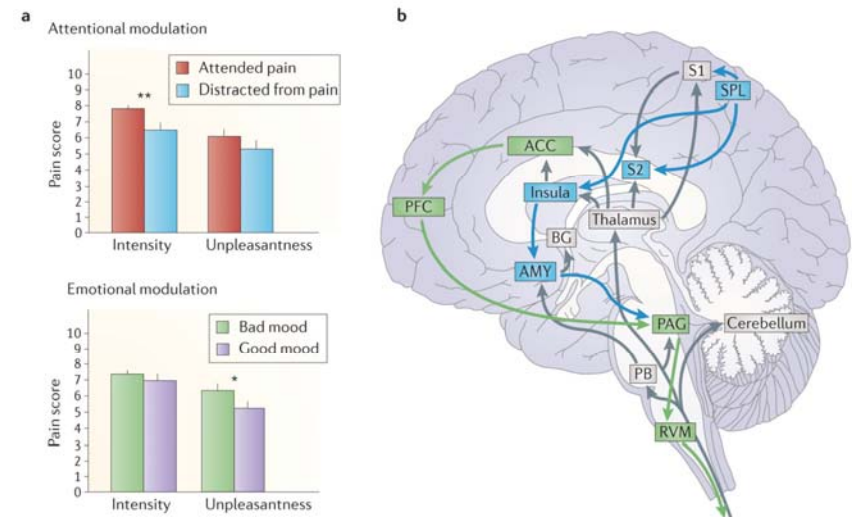 a
Attentional modulation
Pain score
10
9
8
7
6
5
4
3
2
1
0
**
Attended pain
Distracted from pain
Intensity
Unpleasantness
Emotional modulation
Pain score
10
9
8
7
6
5
4
3
2
1
0
*
Bad mood
Good mood
Intensity
Unpleasantness
b
S1
SPL
ACC
S2
Insula
PFC
Thalamus
BG
AMY
PAG
Cerebellum
PB
RVM